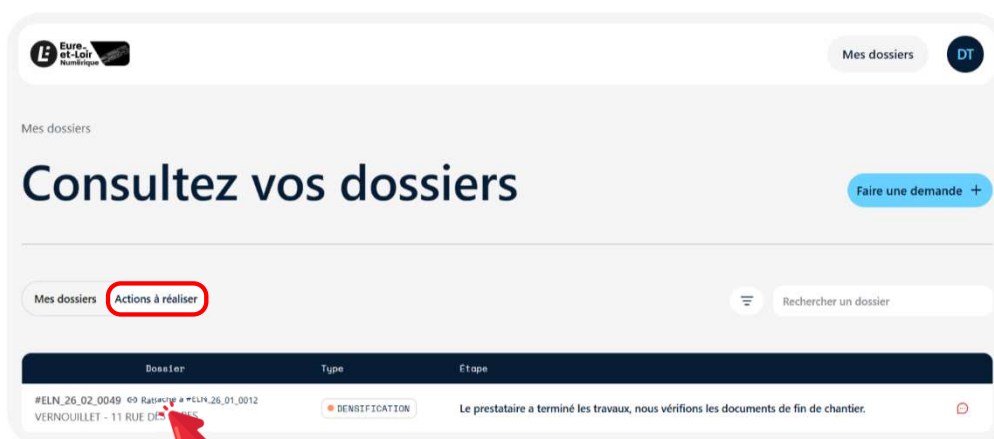 Eure-
et-Loir
Numérique
Mes dossiers
DT
Mes dossiers
Consultez vos dossiers
Faire une demande +
Mes dossiers Actions à réaliser
Rechercher un dossier
Dossier Type Etape
#ELN_26_02_0049 Rattaché à #ELN_26_01_0012
VERNOUILLET - 11 RUE
DENSIFICATION
Le prestataire a terminé les travaux, nous vérifions les documents de fin de chantier.